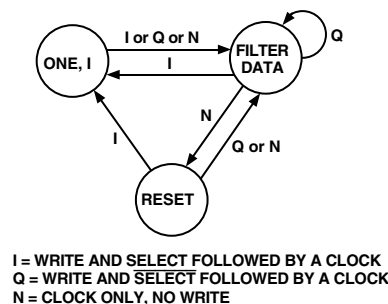 I or Q or N
Q
ONE, I
FILTER
DATA
I
N
I
Q or N
RESET
I = WRITE AND SELECT FOLLOWED BY A CLOCK
Q = WRITE AND S̅E̅L̅E̅C̅T̅ FOLLOWED BY A CLOCK
N = CLOCK ONLY, NO WRITE